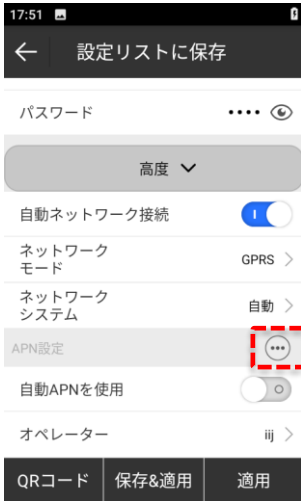 17:51
設定リストに保存
パスワード ••••
高度
自動ネットワーク接続
ネットワーク
モード
GPRS
ネットワーク
システム
自動
APN設定
自動APNを使用
オペレーター iij
QRコード 保存&適用 適用